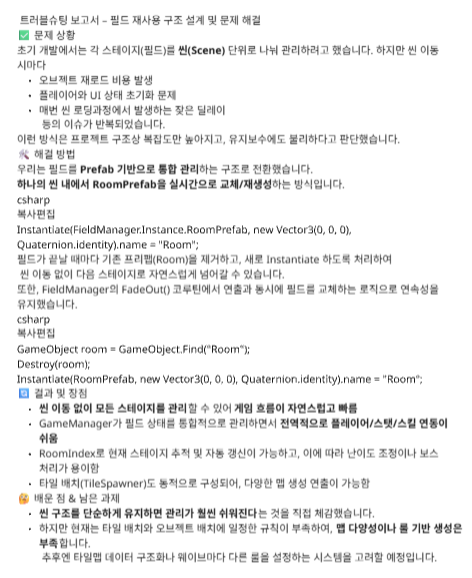 트러블슈팅 보고서 – 필드 재사용 구조 설계 및 문제 해결
✅ 문제 상황
초기 개발에서는 각 스테이지(필드)를 씬(Scene) 단위로 나눠 관리하려고 했습니다. 하지만 씬 이동
시마다
• 오브젝트 재로드 비용 발생
• 플레이어와 UI 상태 초기화 문제
• 매번 씬 로딩과정에서 발생하는 잦은 딜레이
등의 이슈가 반복되었습니다.
이런 방식은 프로젝트 구조상 복잡도만 높아지고, 유지보수에도 불리하다고 판단했습니다.
🛠 해결 방법
우리는 필드를 Prefab 기반으로 통합 관리하는 구조로 전환했습니다.
하나의 씬 내에서 RoomPrefab을 실시간으로 교체/재생성하는 방식입니다.
csharp
복사편집
Instantiate(FieldManager.Instance.RoomPrefab, new Vector3(0, 0, 0),
Quaternion.identity).name = "Room";
필드가 끝날 때마다 기존 프리팹(Room)을 제거하고, 새로 Instantiate 하도록 처리하여
씬 이동 없이 다음 스테이지로 자연스럽게 넘어갈 수 있습니다.
또한, FieldManager의 FadeOut() 코루틴에서 연출과 동시에 필드를 교체하는 로직으로 연속성을
유지했습니다.
csharp
복사편집
GameObject room = GameObject.Find("Room");
Destroy(room);
Instantiate(RoomPrefab, new Vector3(0, 0, 0), Quaternion.identity).name = "Room";
🔄 결과 및 장점
• 씬 이동 없이 모든 스테이지를 관리할 수 있어 게임 흐름이 자연스럽고 빠름
• GameManager가 필드 상태를 통합적으로 관리하면서 전역적으로 플레이어/스탯/스킬 연동이
쉬움
• RoomIndex로 현재 스테이지 추적 및 자동 갱신이 가능하고, 이에 따라 난이도 조정이나 보스
처리가 용이함
• 타일 배치(TileSpawner)도 동적으로 구성되어, 다양한 맵 생성 연출이 가능함
🧠 배운 점 & 남은 과제
• 씬 구조를 단순하게 유지하면 관리가 훨씬 쉬워진다는 것을 직접 체감했습니다.
• 하지만 현재는 타일 배치와 오브젝트 배치에 일정한 규칙이 부족하여, 맵 다양성이나 룰 기반 생성은
부족합니다.
추후엔 타일맵 데이터 구조화나 웨이브마다 다른 룰을 설정하는 시스템을 고려할 예정입니다.